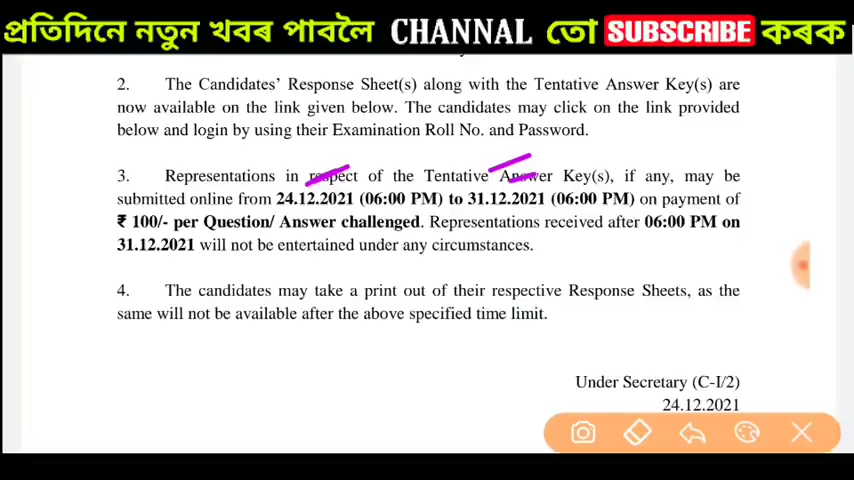 প্ৰতিদিনে নতুন খবৰ পাবলৈ CHANNAL তো SUBSCRIBE কৰক
2. The Candidates' Response Sheet(s) along with the Tentative Answer Key(s) are
now available on the link given below. The candidates may click on the link provided
below and login by using their Examination Roll No. and Password.
3. Representations in respect of the Tentative Answer Key(s), if any, may be
submitted online from 24.12.2021 (06:00 PM) to 31.12.2021 (06:00 PM) on payment of
₹ 100/- per Question/ Answer challenged. Representations received after 06:00 PM on
31.12.2021 will not be entertained under any circumstances.
4. The candidates may take a print out of their respective Response Sheets, as the
same will not be available after the above specified time limit.
Under Secretary (C-I/2)
24.12.2021